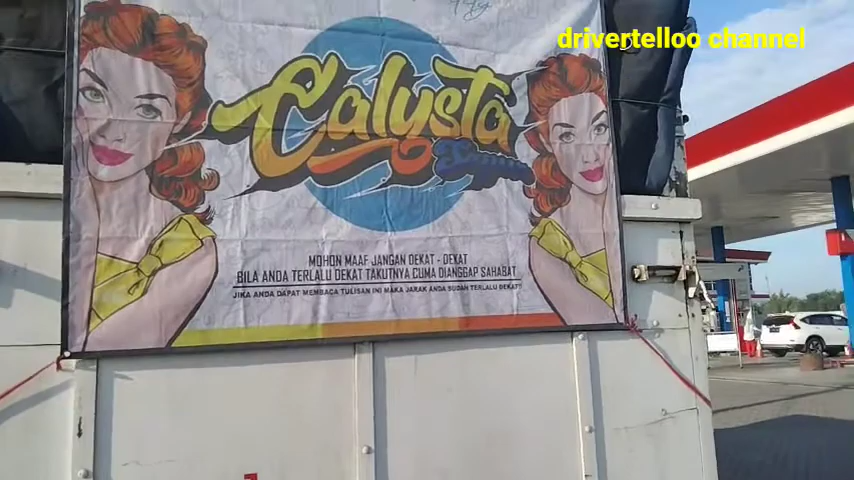 drivertelloo channel
Calysta
MOHON MAAF JANGAN DEKAT - DEKAT
BILA ANDA TERLALU DEKAT TAKUTNYA CUMA DIANGGAP SAHABAT
JIKA ANDA DAPAT MEMBACA TULISAN INI MAKA JARAK ANDA SUDAH TERLALU DEKAT